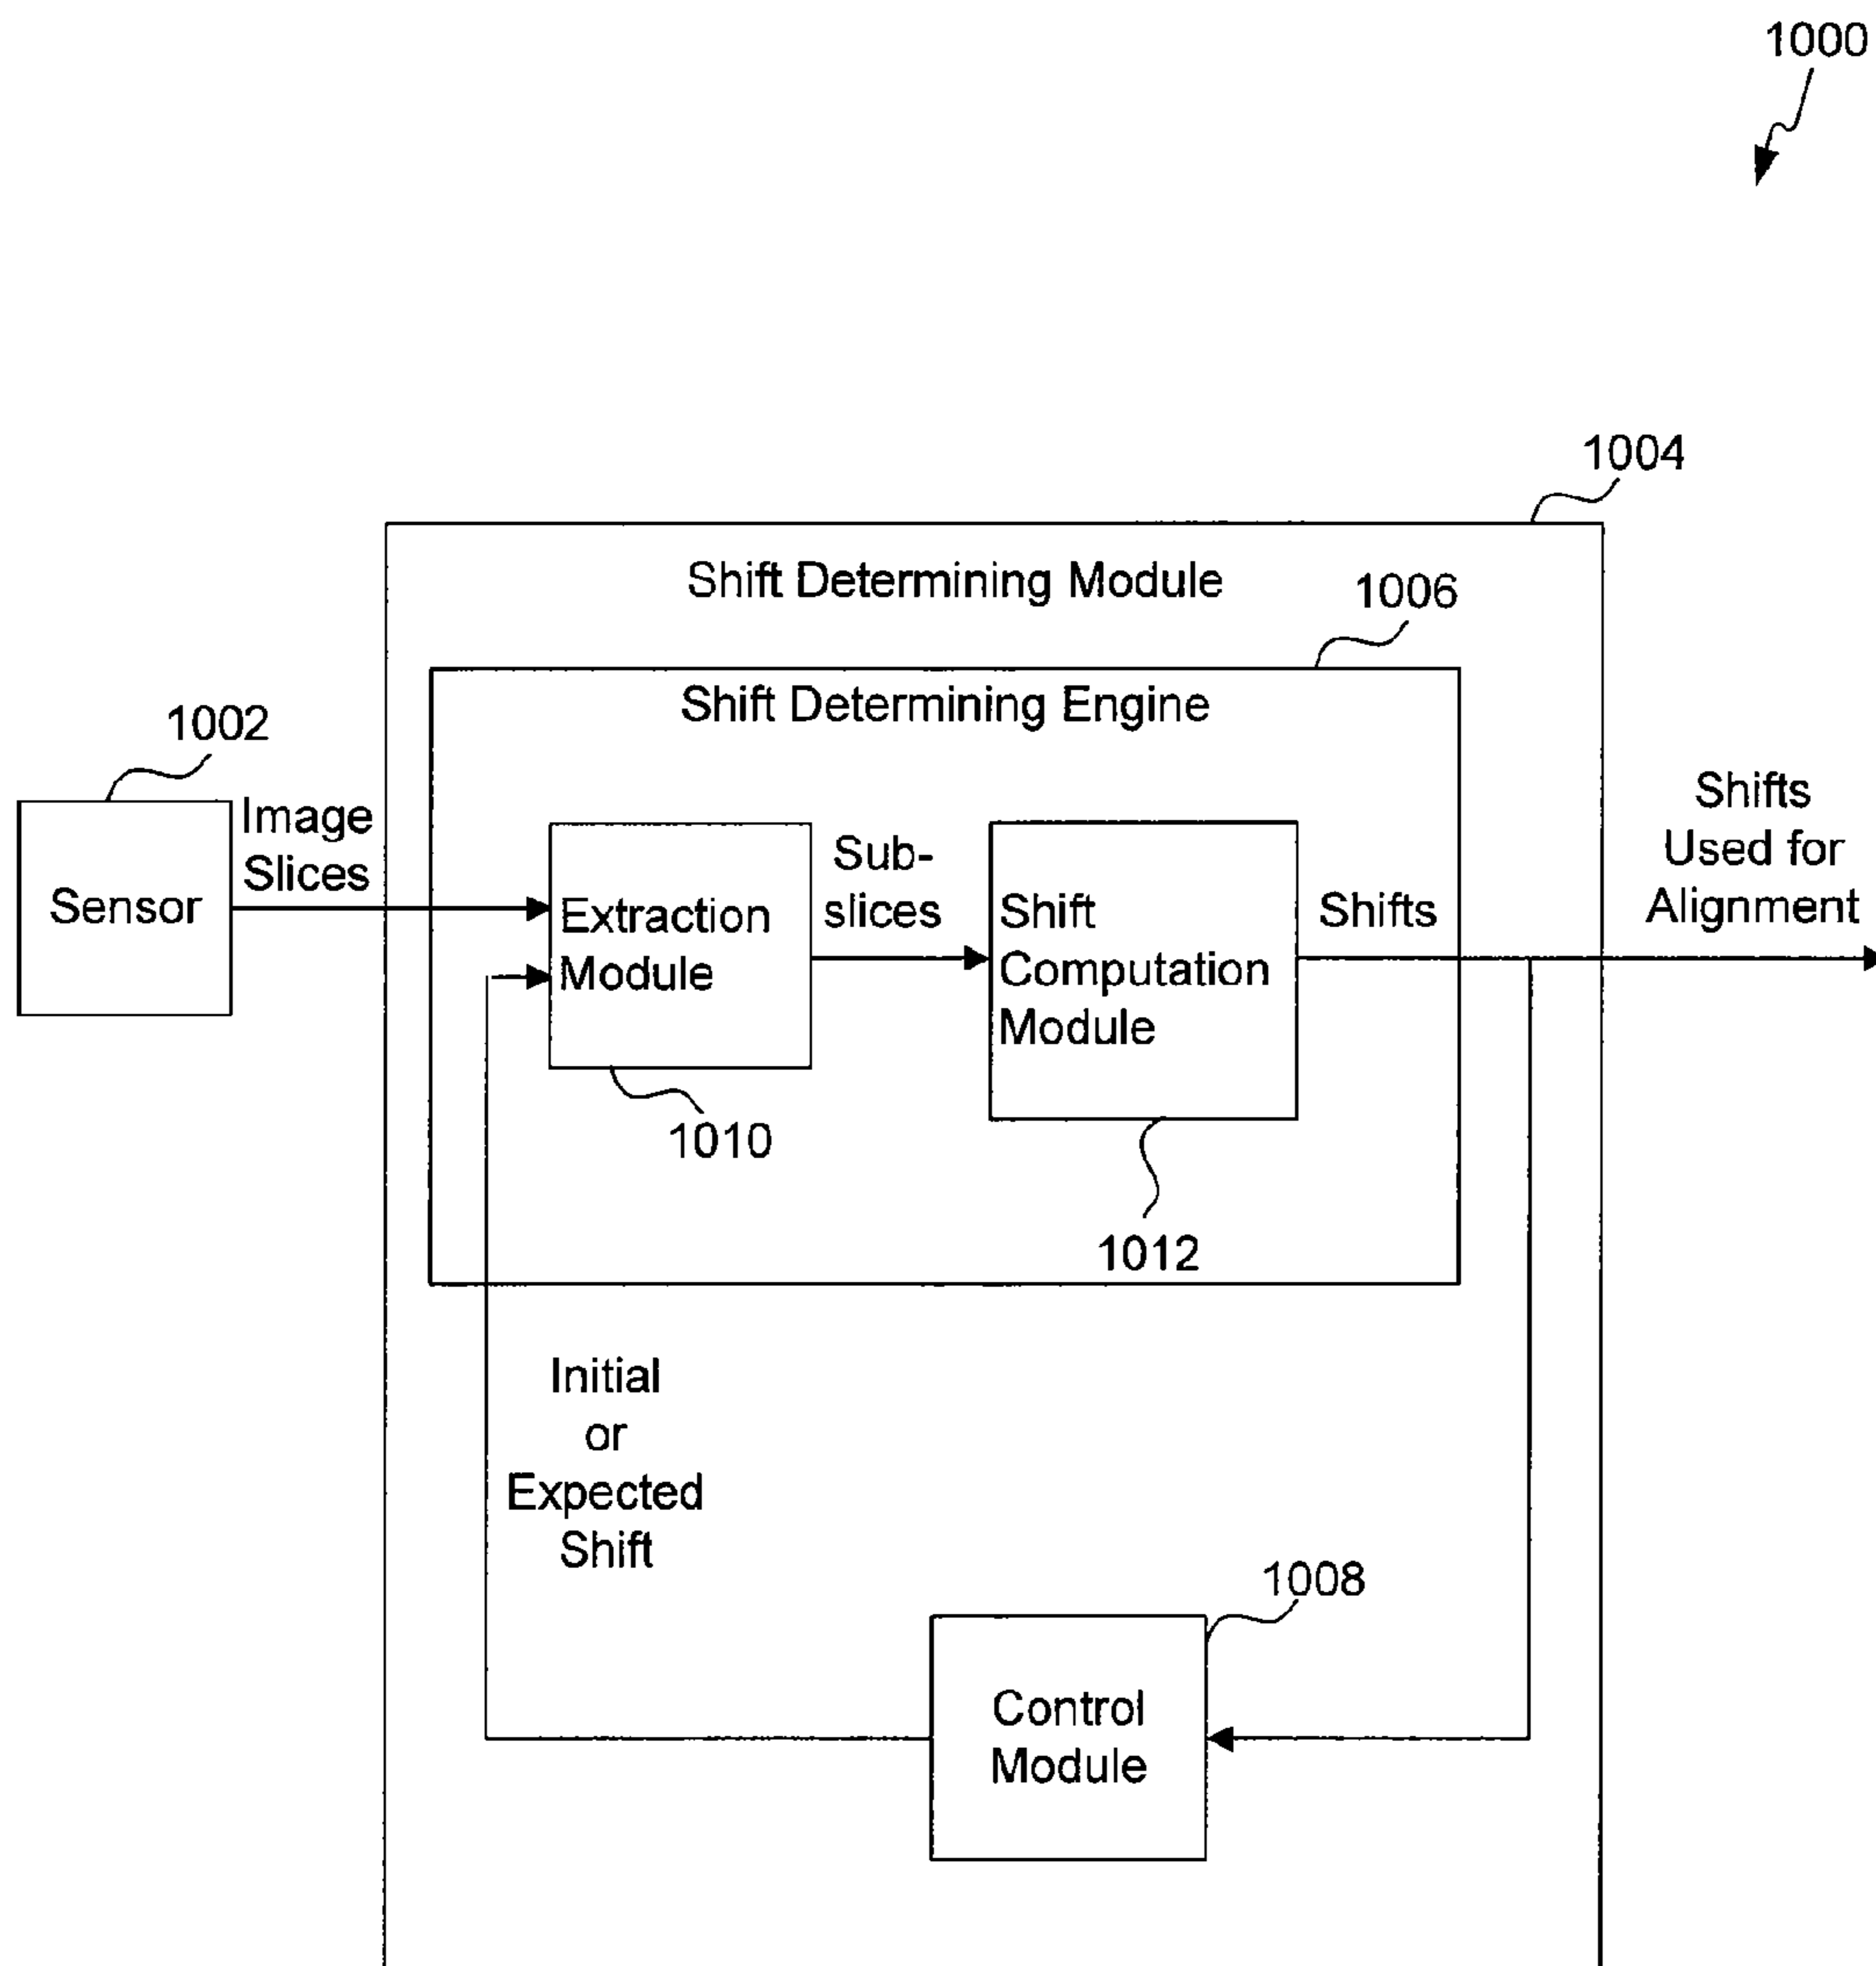 1000
1004
Shift Determining Module
1006
Shift Determining Engine
1002
Image
Slices
Sensor
Extraction
Module
1010
Sub-
slices
Shift
Computation
Module
1012
Shifts
Shifts
Used for
Alignment
Initial
or
Expected
Shift
1008
Control
Module